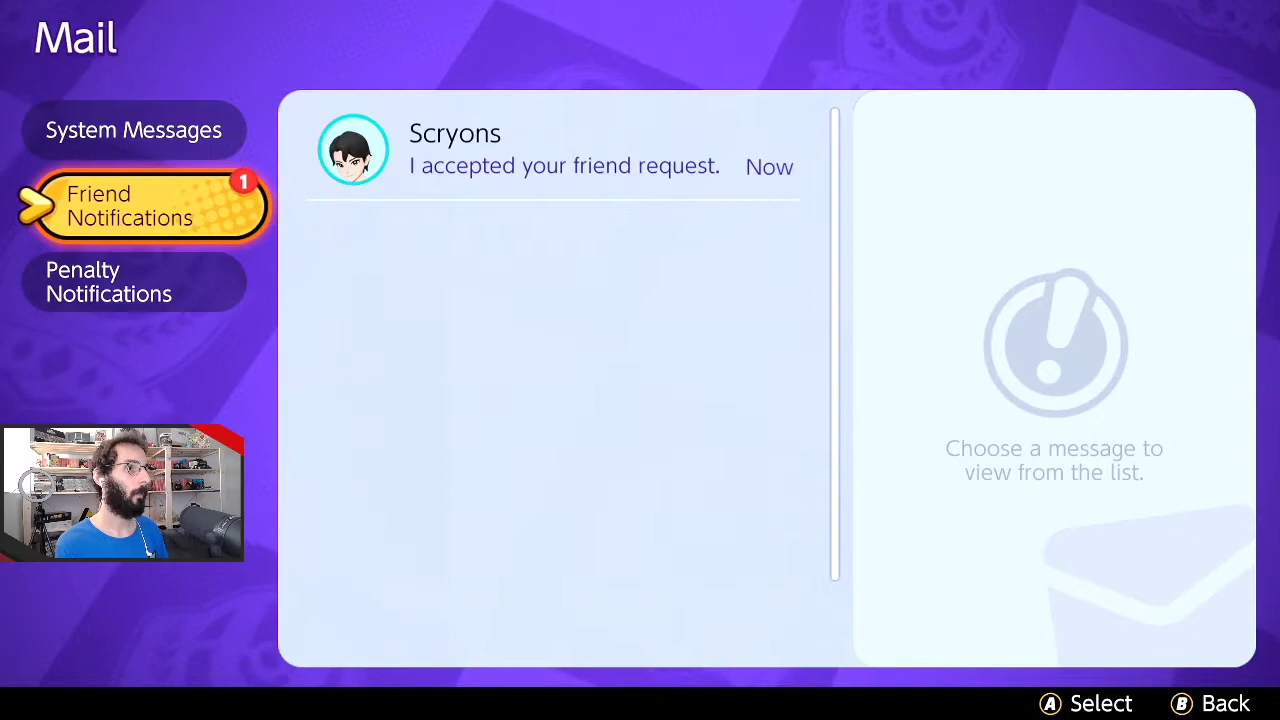 Mail
System Messages
Friend
Notifications
1
Penalty
Notifications
Scryons
I accepted your friend request.
Now
Choose a message to
view from the list.
A Select
B Back